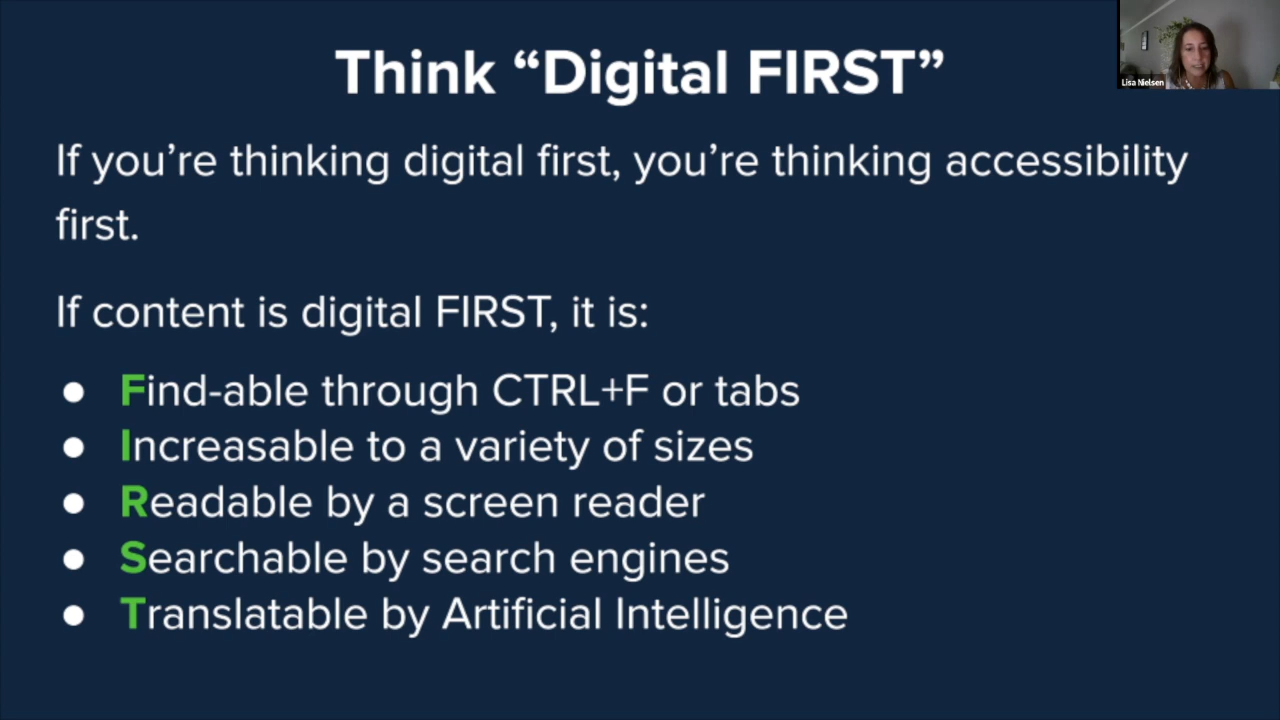 Think “Digital FIRST”
Lisa Nielsen
If you’re thinking digital first, you’re thinking accessibility
first.
If content is digital FIRST, it is:
● Find-able through CTRL+F or tabs
● Increasable to a variety of sizes
● Readable by a screen reader
● Searchable by search engines
● Translatable by Artificial Intelligence